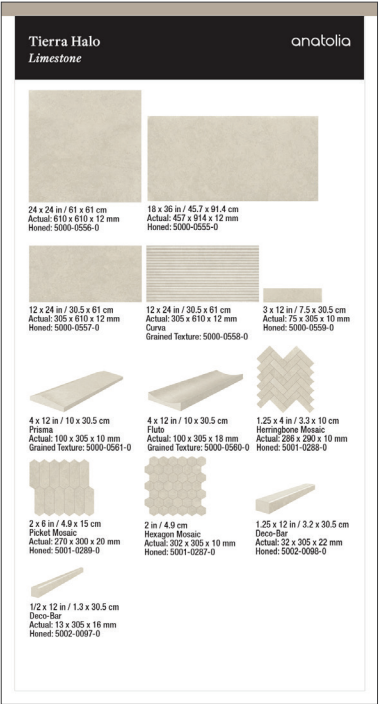 Tierra Halo
anatolia
Limestone
24 x 24 in / 61 x 61 cm
Actual: 610 x 610 x 12 mm
Honed: 5000-0556-0
18 x 36 in / 45.7 x 91.4 cm
Actual: 457 x 914 x 12 mm
Honed: 5000-0555-0
12 x 24 in / 30.5 x 61 cm
Actual: 305 x 610 x 12 mm
Honed: 5000-0557-0
12 x 24 in / 30.5 x 61 cm
Actual: 305 x 610 x 12 mm
Curva
Grained Texture: 5000-0558-0
3 x 12 in / 7.5 x 30.5 cm
Actual: 75 x 305 x 10 mm
Honed: 5000-0559-0
4 x 12 in / 10 x 30.5 cm
Prisma
Actual: 100 x 305 x 10 mm
Grained Texture: 5000-0561-0
4 x 12 in / 10 x 30.5 cm
Fluto
Actual: 100 x 305 x 18 mm
Grained Texture: 5000-0560-0
1.25 x 4 in / 3.3 x 10 cm
Herringbone Mosaic
Actual: 286 x 290 x 10 mm
Honed: 5001-0288-0
2 x 6 in / 4.9 x 15 cm
Picket Mosaic
Actual: 270 x 300 x 20 mm
Honed: 5001-0289-0
2 in / 4.9 cm
Hexagon Mosaic
Actual: 302 x 305 x 10 mm
Honed: 5001-0287-0
1.25 x 12 in / 3.2 x 30.5 cm
Deco-Bar
Actual: 32 x 305 x 22 mm
Honed: 5002-0098-0
1/2 x 12 in / 1.3 x 30.5 cm
Deco-Bar
Actual: 13 x 305 x 16 mm
Honed: 5002-0097-0